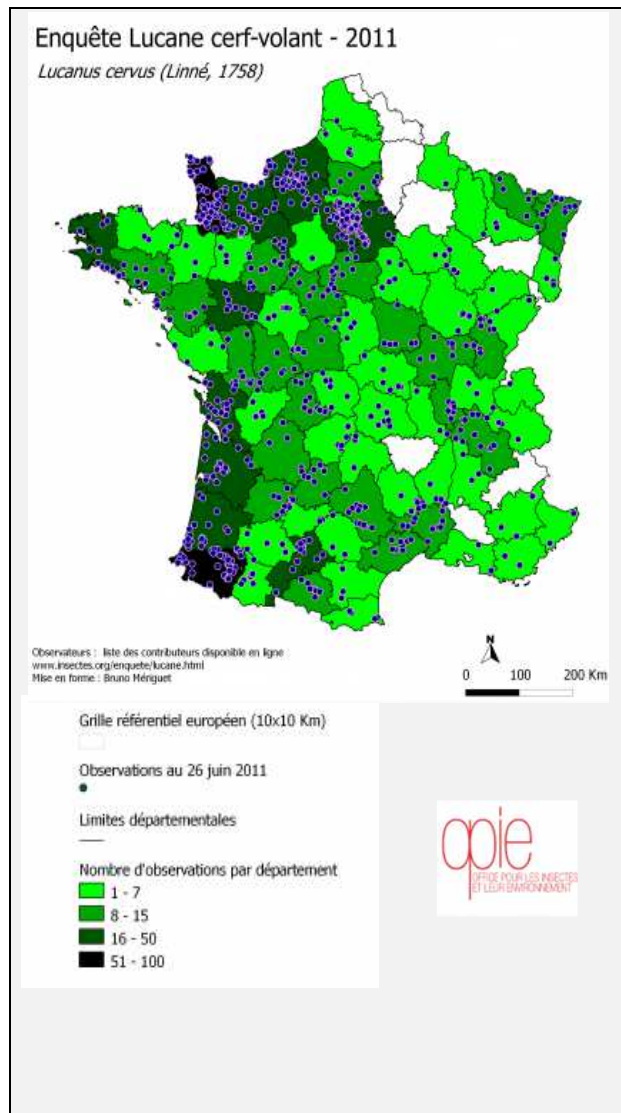 Enquête Lucane cerf-volant - 2011
Lucanus cervus (Linné, 1758)
Observateurs : liste des contributeurs disponible en ligne
www.insectes.org/enquete/lucane.html
Mise en forme : Bruno Mériguet
N
0 100 200 Km
Grille référentiel européen (10x10 Km)
Observations au 26 juin 2011
Limites départementales
Nombre d'observations par département
1 - 7
8 - 15
16 - 50
51 - 100
opie
OFFICE POUR LES INSECTES
ET LEUR ENVIRONNEMENT